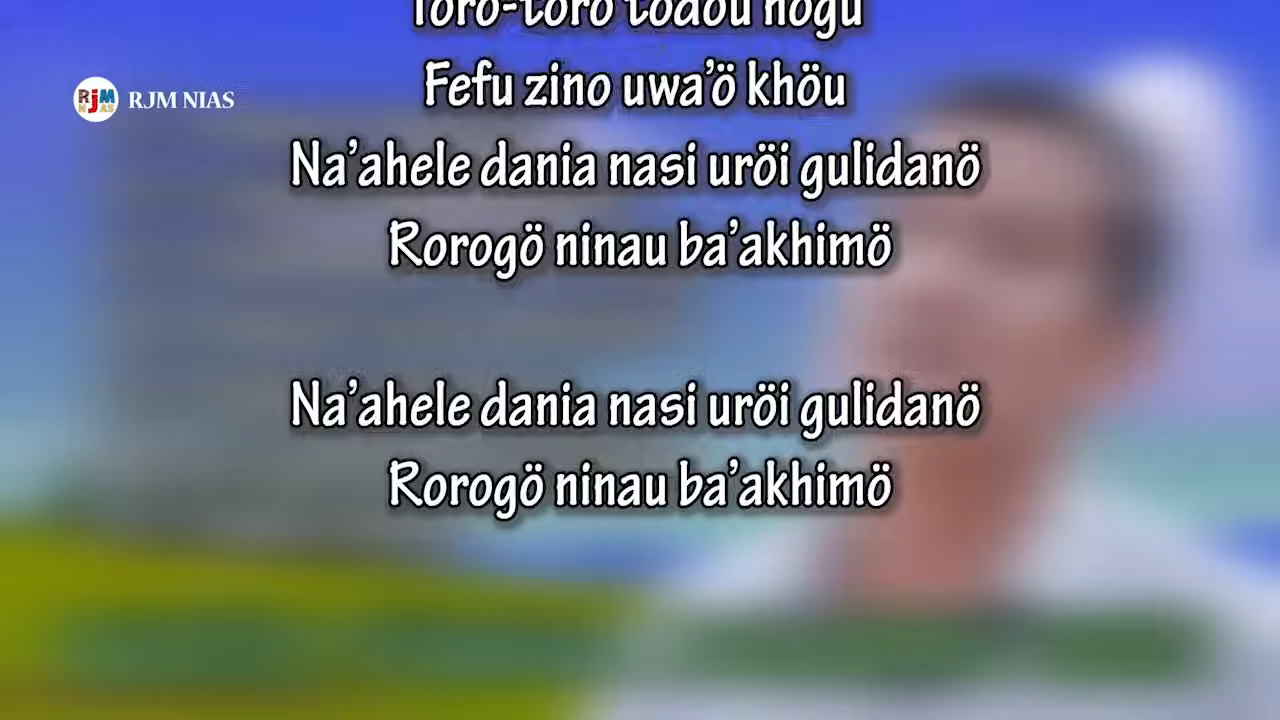 Toro-toro tödöu nogu
RJM NIAS
Fefu zino uwa’ö khöu
Na’ahele dania nasi uröi gulidanö
Rorogö ninau ba’akhimö
Na’ahele dania nasi uröi gulidanö
Rorogö ninau ba’akhimö